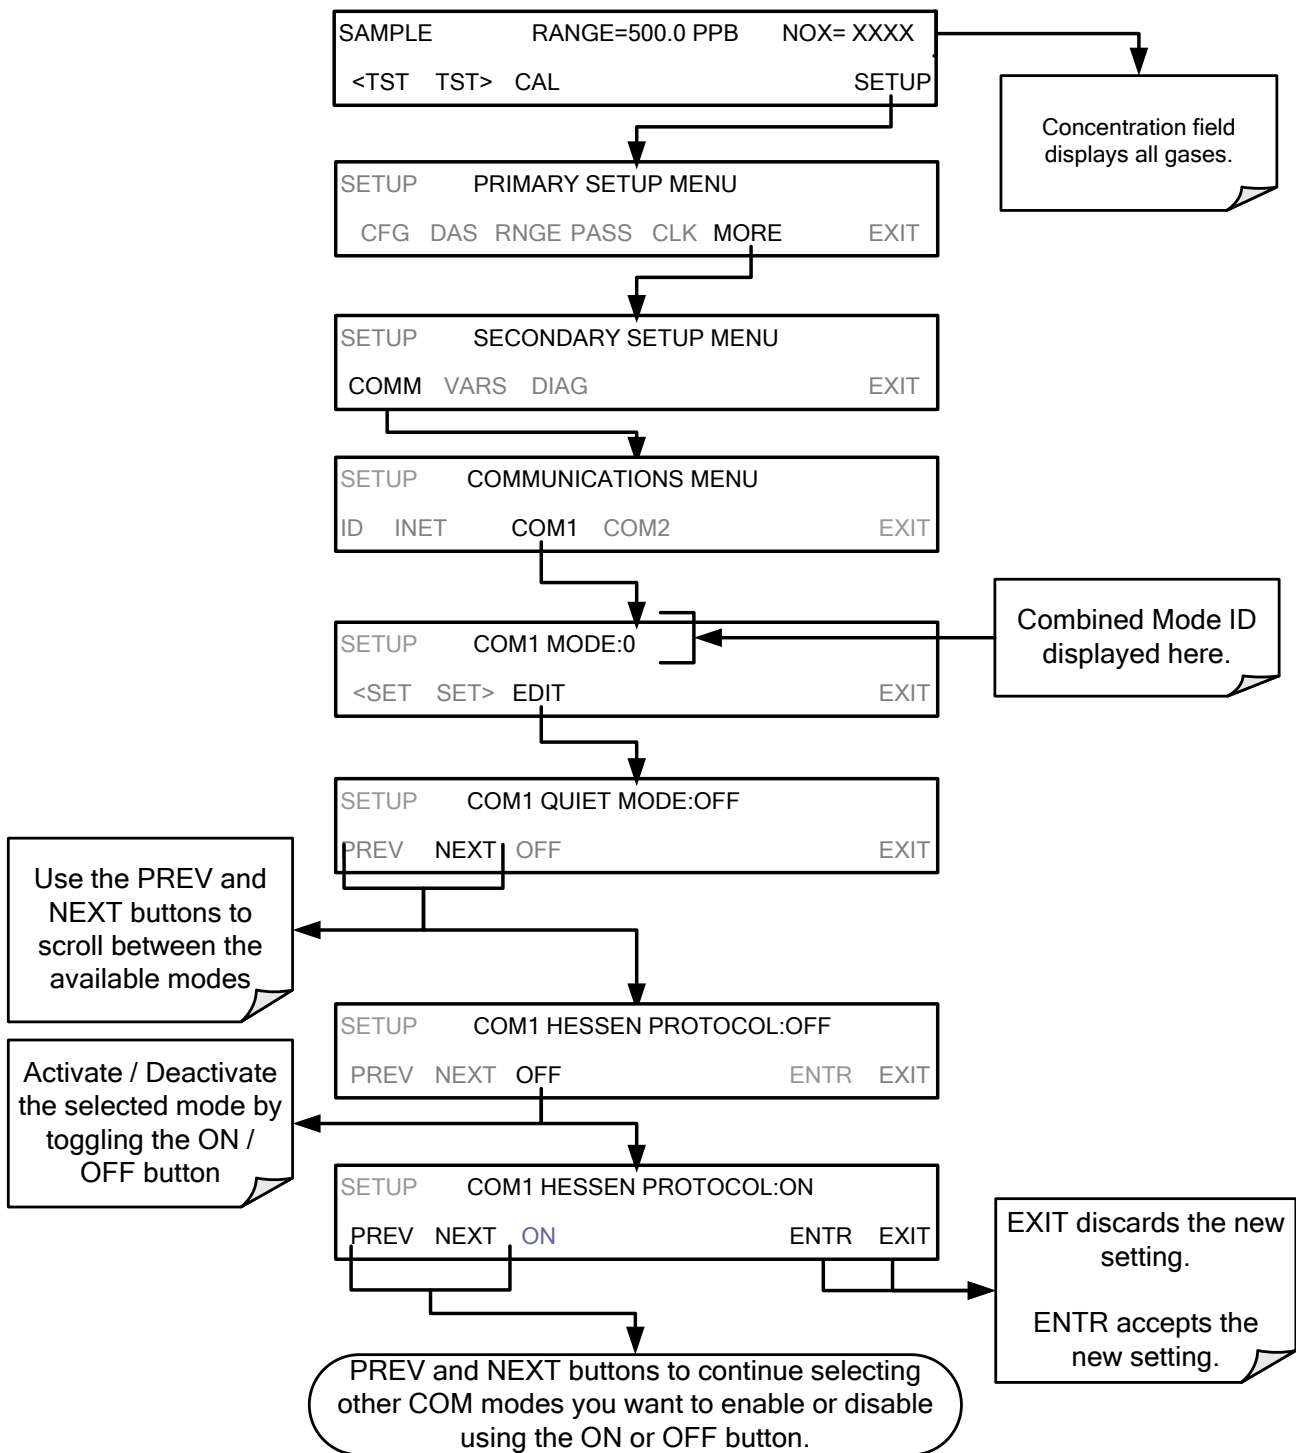 SAMPLE RANGE=500.0 PPB NOX= XXXX
<TST TST> CAL SETUP
Concentration field
displays all gases.
SETUP PRIMARY SETUP MENU
CFG DAS RNGE PASS CLK MORE EXIT
SETUP SECONDARY SETUP MENU
COMM VARS DIAG EXIT
SETUP COMMUNICATIONS MENU
ID INET COM1 COM2 EXIT
SETUP COM1 MODE:0
<SET SET> EDIT EXIT
Combined Mode ID
displayed here.
SETUP COM1 QUIET MODE:OFF
PREV NEXT OFF EXIT
Use the PREV and
NEXT buttons to
scroll between the
available modes
SETUP COM1 HESSEN PROTOCOL:OFF
PREV NEXT OFF ENTR EXIT
Activate / Deactivate
the selected mode by
toggling the ON /
OFF button
SETUP COM1 HESSEN PROTOCOL:ON
PREV NEXT ON ENTR EXIT
EXIT discards the new
setting.
ENTR accepts the
new setting.
PREV and NEXT buttons to continue selecting
other COM modes you want to enable or disable
using the ON or OFF button.